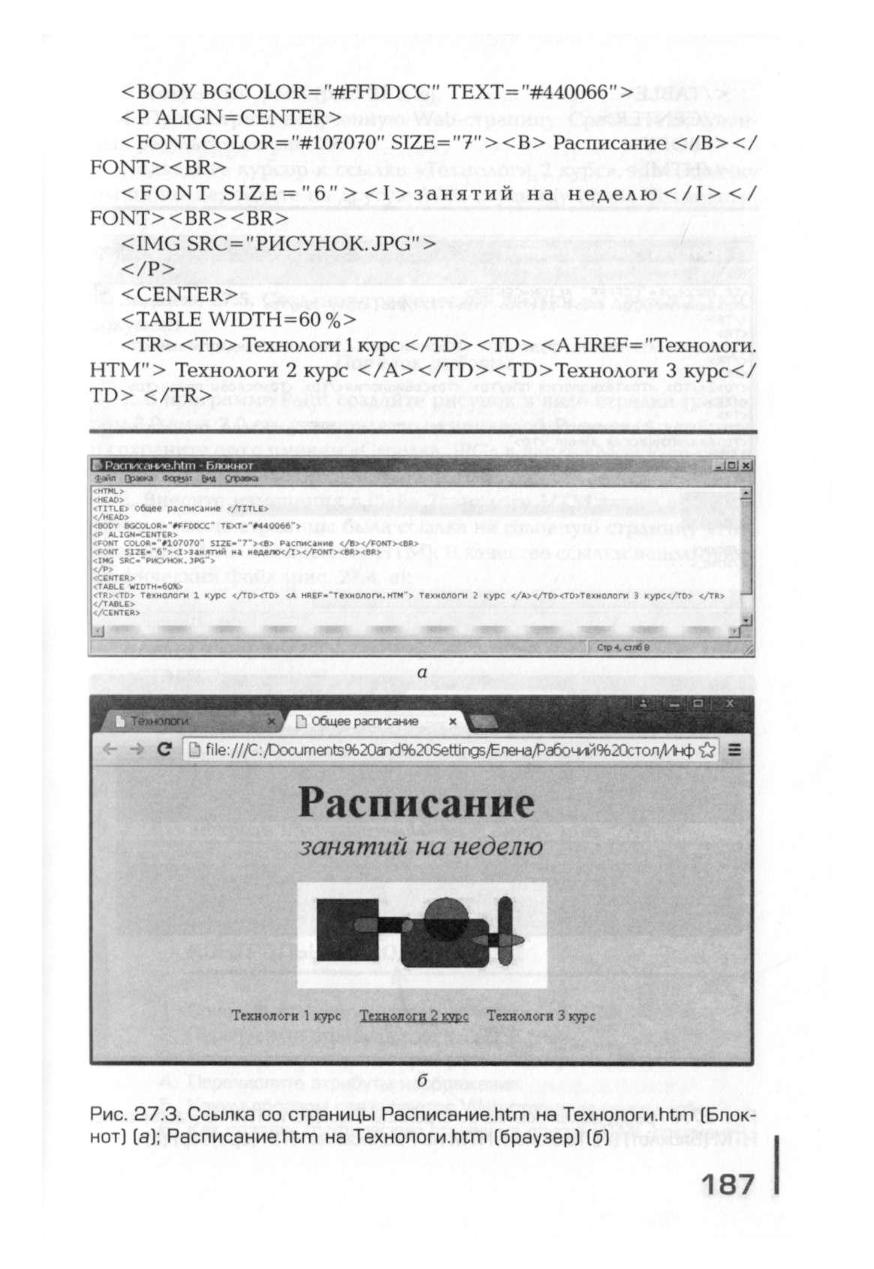 <BODY BGCOLOR="#FFDDCC" TEXT="#440066">
<P ALIGN=CENTER>
<FONT COLOR="#107070" SIZE="7"><B> Расписание </B></
FONT><BR>
<FONT SIZE="6"><I>занятий на неделю</I></
FONT><BR><BR>
<IMG SRC="РИСУНОК.JPG">
</P>
<CENTER>
<TABLE WIDTH=60 %>
<TR><TD> Технологи 1 курс </TD><TD> <A HREF="Технологи.
HTM"> Технологи 2 курс </A></TD><TD>Технологи 3 курс</
TD> </TR>
Расписание.htm - Блокнот
Файл Правка Формат Вид Справка
<HTML>
<HEAD>
<TITLE> Общее расписание </TITLE>
</HEAD>
<BODY BGCOLOR="#FFDDCC" TEXT="#440066">
<P ALIGN=CENTER>
<FONT COLOR="#107070" SIZE="7"><B> Расписание </B></FONT><BR>
<FONT SIZE="6"><I>занятий на неделю</I></FONT><BR><BR>
<IMG SRC="РИСУНОК.JPG">
</P>
<CENTER>
<TABLE WIDTH=60%>
<TR><TD> Технологи 1 курс </TD><TD> <A HREF="Технологи.HTM"> Технологи 2 курс </A></TD><TD>Технологи 3 курс</TD> </TR>
</TABLE>
</CENTER>
Стр 4, стлб 8
а
Технологи
Общее расписание
file:///C:/Documents%20and%20Settings/Елена/Рабочий%20стол/Инф
Расписание
занятий на неделю
Технологи 1 курс Технологи 2 курс Технологи 3 курс
б
Рис. 27.3. Ссылка со страницы Расписание.htm на Технологи.htm (Блок-
нот) (а); Расписание.htm на Технологи.htm (браузер) (б)
187